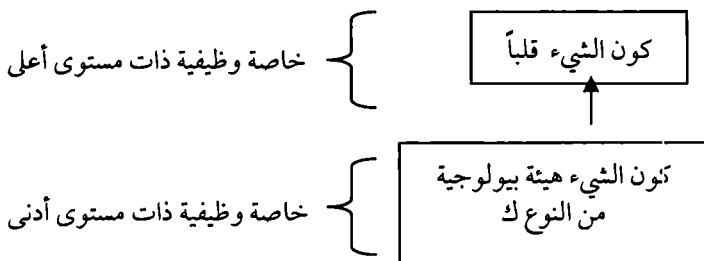 كون الشيء قلباً
خاصة وظيفية ذات مستوى أعلى
كون الشيء هيئة بيولوجية
من النوع ك
خاصة وظيفية ذات مستوى أدنى